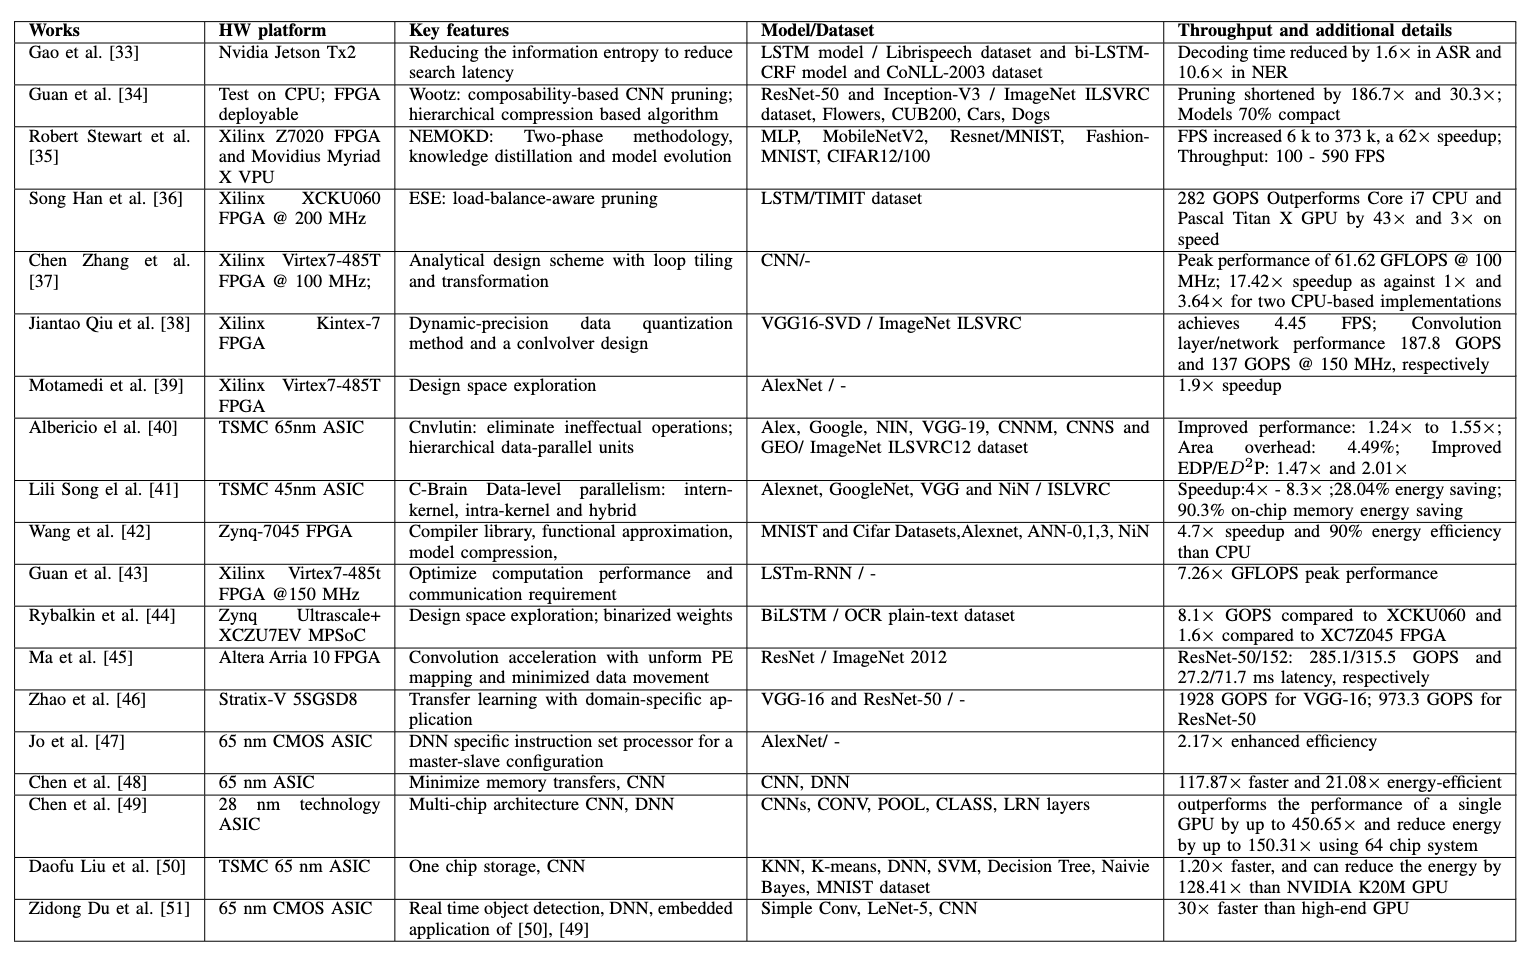 Works HW platform Key features Model/Dataset Throughput and additional details
Gao et al. [33] Nvidia Jetson Tx2 Reducing the information entropy to reduce LSTM model / Librispeech dataset and bi-LSTM- Decoding time reduced by 1.6× in ASR and
search latency CRF model and CoNLL-2003 dataset 10.6× in NER
Guan et al. [34] Test on CPU; FPGA Wootz: composability-based CNN pruning; ResNet-50 and Inception-V3 / ImageNet ILSVRC Pruning shortened by 186.7× and 30.3×;
deployable hierarchical compression based algorithm dataset, Flowers, CUB200, Cars, Dogs Models 70% compact
Robert Stewart et al. Xilinx Z7020 FPGA NEMOKD: Two-phase methodology, MLP, MobileNetV2, Resnet/MNIST, Fashion- FPS increased 6 k to 373 k, a 62× speedup;
[35] and Movidius Myriad knowledge distillation and model evolution MNIST, CIFAR12/100 Throughput: 100 - 590 FPS
X VPU
Song Han et al. [36] Xilinx XCKU060 ESE: load-balance-aware pruning LSTM/TIMIT dataset 282 GOPS Outperforms Core i7 CPU and
FPGA @ 200 MHz Pascal Titan X GPU by 43× and 3× on
speed
Chen Zhang et al. Xilinx Virtex7-485T Analytical design scheme with loop tiling CNN/- Peak performance of 61.62 GFLOPS @ 100
[37] FPGA @ 100 MHz; and transformation MHz; 17.42× speedup as against 1× and
3.64× for two CPU-based implementations
Jiantao Qiu et al. [38] Xilinx Kintex-7 Dynamic-precision data quantization VGG16-SVD / ImageNet ILSVRC achieves 4.45 FPS; Convolution
FPGA method and a conlvolver design layer/network performance 187.8 GOPS
and 137 GOPS @ 150 MHz, respectively
Motamedi et al. [39] Xilinx Virtex7-485T Design space exploration AlexNet / - 1.9× speedup
FPGA
Albericio el al. [40] TSMC 65nm ASIC Cnvlutin: eliminate ineffectual operations; Alex, Google, NIN, VGG-19, CNNM, CNNS and Improved performance: 1.24× to 1.55×;
hierarchical data-parallel units GEO/ ImageNet ILSVRC12 dataset Area overhead: 4.49%; Improved
EDP/ED²P: 1.47× and 2.01×
Lili Song el al. [41] TSMC 45nm ASIC C-Brain Data-level parallelism: intern- Alexnet, GoogleNet, VGG and NiN / ISLVRC Speedup:4× - 8.3× ;28.04% energy saving;
kernel, intra-kernel and hybrid 90.3% on-chip memory energy saving
Wang et al. [42] Zynq-7045 FPGA Compiler library, functional approximation, MNIST and Cifar Datasets,Alexnet, ANN-0,1,3, NiN 4.7× speedup and 90% energy efficiency
model compression, than CPU
Guan et al. [43] Xilinx Virtex7-485t Optimize computation performance and LSTm-RNN / - 7.26× GFLOPS peak performance
FPGA @150 MHz communication requirement
Rybalkin et al. [44] Zynq Ultrascale+ Design space exploration; binarized weights BiLSTM / OCR plain-text dataset 8.1× GOPS compared to XCKU060 and
XCZU7EV MPSoC 1.6× compared to XC7Z045 FPGA
Ma et al. [45] Altera Arria 10 FPGA Convolution acceleration with unform PE ResNet / ImageNet 2012 ResNet-50/152: 285.1/315.5 GOPS and
mapping and minimized data movement 27.2/71.7 ms latency, respectively
Zhao et al. [46] Stratix-V 5SGSD8 Transfer learning with domain-specific ap- VGG-16 and ResNet-50 / - 1928 GOPS for VGG-16; 973.3 GOPS for
plication ResNet-50
Jo et al. [47] 65 nm CMOS ASIC DNN specific instruction set processor for a AlexNet/ - 2.17× enhanced efficiency
master-slave configuration
Chen et al. [48] 65 nm ASIC Minimize memory transfers, CNN CNN, DNN 117.87× faster and 21.08× energy-efficient
Chen et al. [49] 28 nm technology Multi-chip architecture CNN, DNN CNNs, CONV, POOL, CLASS, LRN layers outperforms the performance of a single
ASIC GPU by up to 450.65× and reduce energy
by up to 150.31× using 64 chip system
Daofu Liu et al. [50] TSMC 65 nm ASIC One chip storage, CNN KNN, K-means, DNN, SVM, Decision Tree, Naivie 1.20× faster, and can reduce the energy by
Bayes, MNIST dataset 128.41× than NVIDIA K20M GPU
Zidong Du et al. [51] 65 nm CMOS ASIC Real time object detection, DNN, embedded Simple Conv, LeNet-5, CNN 30× faster than high-end GPU
application of [50], [49]